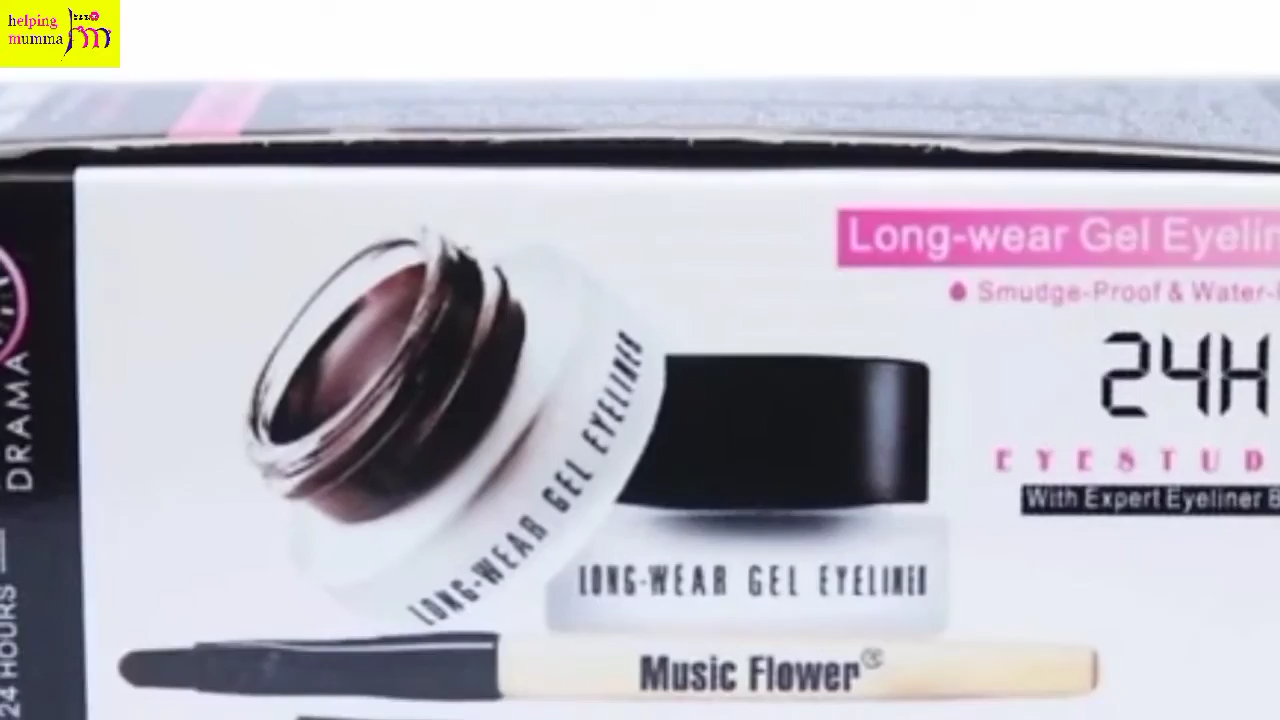 helping
mumma
Long-wear Gel Eyelin
Smudge-Proof & Water-
24H
EYESTUD
With Expert Eyeliner B
LONG-WEAR GEL EYELINER
LONG-WEAR GEL EYELINER
Music Flower®
24 HOURS — DRAMA